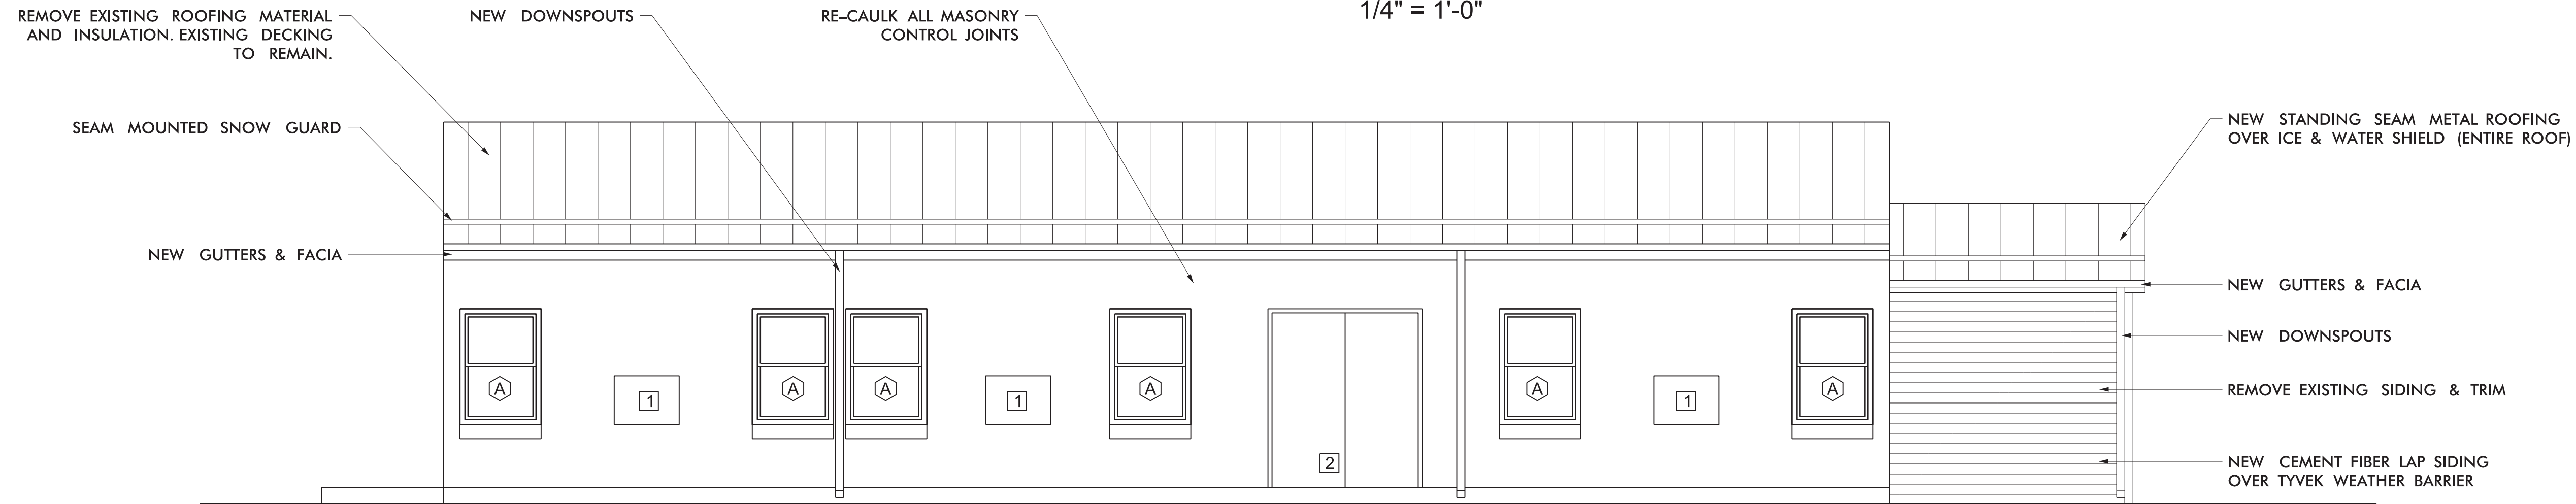 1/4" = 1'-0"
REMOVE EXISTING ROOFING MATERIAL
AND INSULATION. EXISTING DECKING
TO REMAIN.
NEW DOWNSPOUTS
RE–CAULK ALL MASONRY
CONTROL JOINTS
SEAM MOUNTED SNOW GUARD
NEW GUTTERS & FACIA
NEW STANDING SEAM METAL ROOFING
OVER ICE & WATER SHIELD (ENTIRE ROOF)
NEW GUTTERS & FACIA
NEW DOWNSPOUTS
REMOVE EXISTING SIDING & TRIM
NEW CEMENT FIBER LAP SIDING
OVER TYVEK WEATHER BARRIER
A
1
A
A
1
A
2
A
1
A